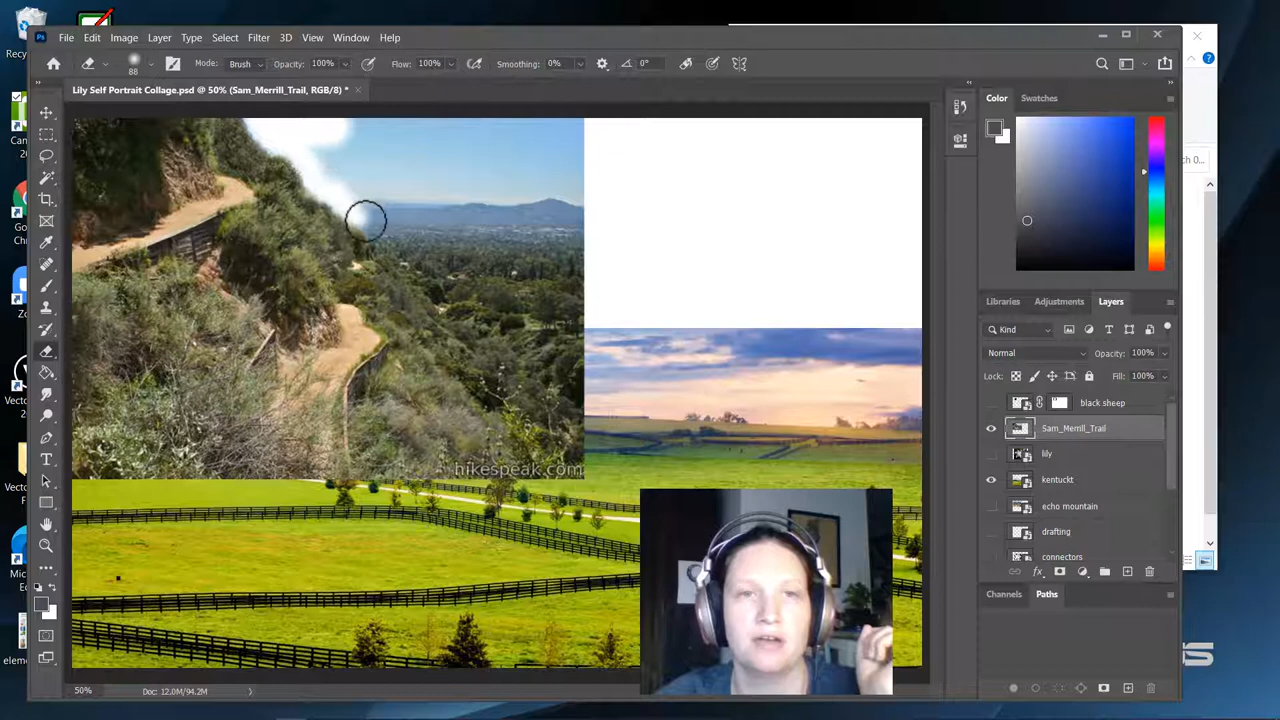 Recy
Ps File Edit Image Layer Type Select Filter 3D View Window Help
88 Mode: Brush Opacity: 100% Flow: 100% Smoothing: 0% 0°
Lily Self Portrait Collage.psd @ 50% (Sam_Merrill_Trail, RGB/8) *
Color Swatches
Libraries Adjustments Layers
Kind
Normal Opacity: 100%
Lock: Fill: 100%
black sheep
Sam_Merrill_Trail
lily
kentuckt
echo mountain
drafting
connectors
Channels Paths
hikespeak.com
50% Doc: 12.0M/94.2M